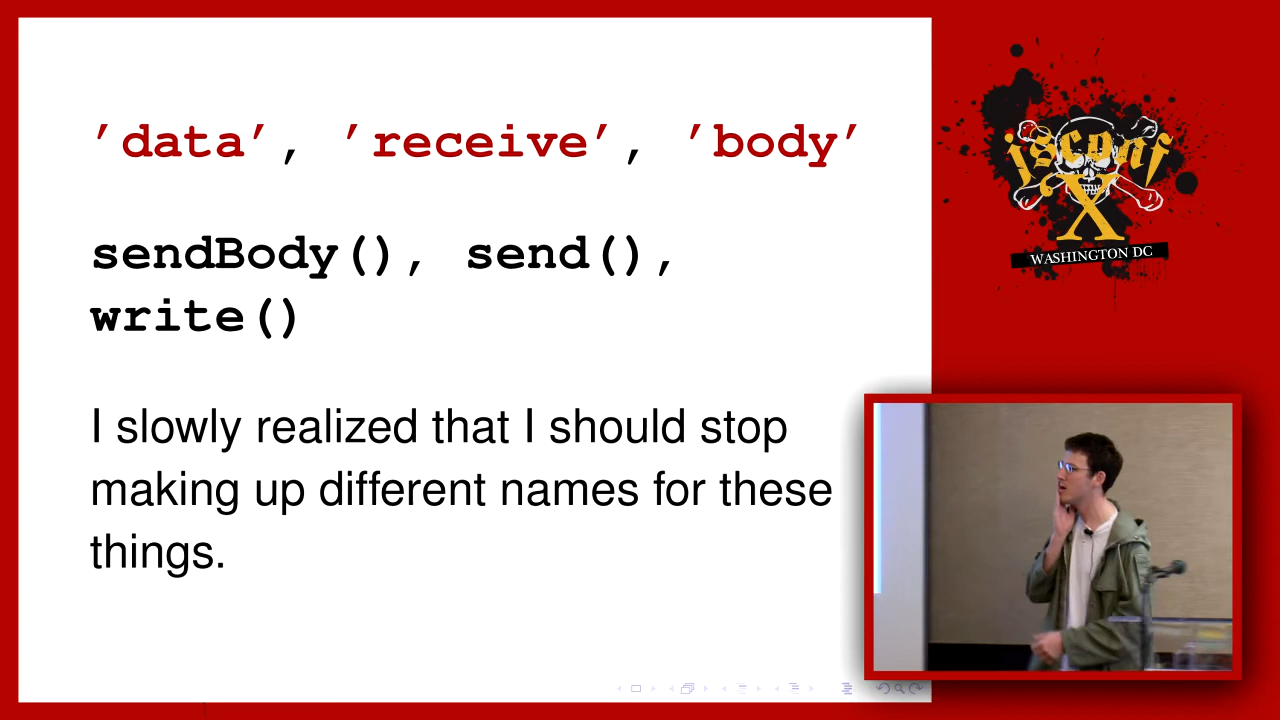 'data', 'receive', 'body'
sendBody(), send(),
write()
I slowly realized that I should stop
making up different names for these
things.
jsconf
X
WASHINGTON DC